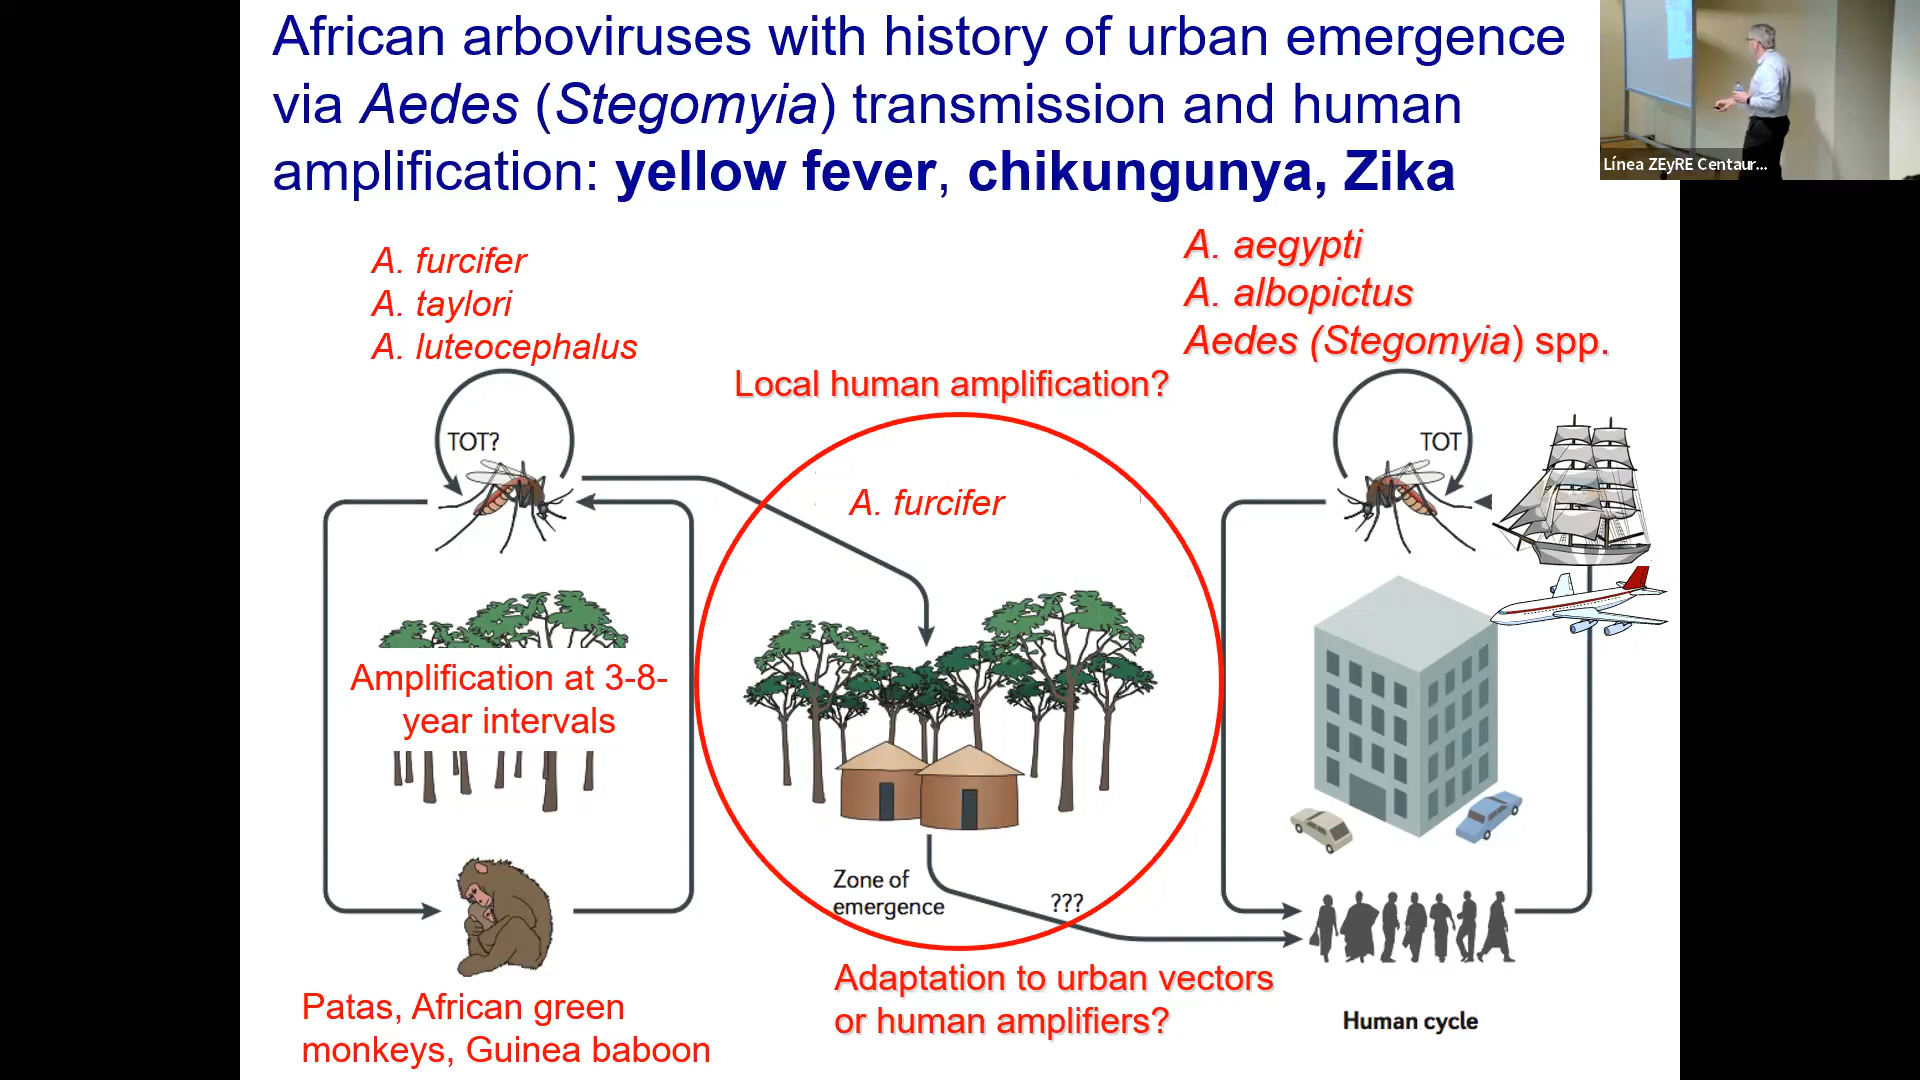 African arboviruses with history of urban emergence
via Aedes (Stegomyia) transmission and human
amplification: yellow fever, chikungunya, Zika
Línea ZEyRE Centaur...
A. furcifer
A. taylori
A. luteocephalus
A. aegypti
A. albopictus
Aedes (Stegomyia) spp.
Local human amplification?
TOT?
A. furcifer
TOT
Amplification at 3-8-
year intervals
Zone of
emergence
???
Patas, African green
monkeys, Guinea baboon
Adaptation to urban vectors
or human amplifiers?
Human cycle